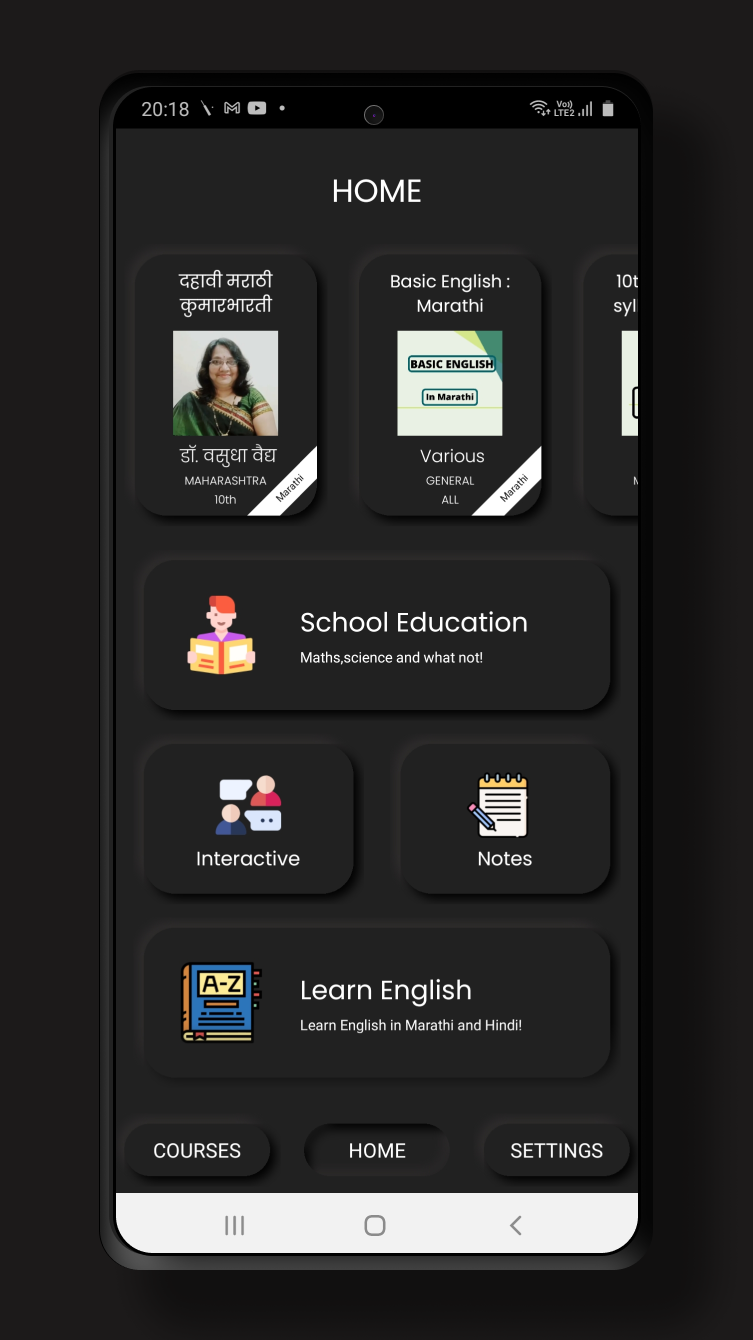 20:18
Vo))
LTE2
HOME
दहावी मराठी
कुमारभारती
डॉ. वसुधा वैद्य
MAHARASHTRA
10th
Marathi
Basic English :
Marathi
BASIC ENGLISH
In Marathi
Various
GENERAL
ALL
Marathi
School Education
Maths,science and what not!
Interactive
Notes
A-Z
Learn English
Learn English in Marathi and Hindi!
COURSES
HOME
SETTINGS